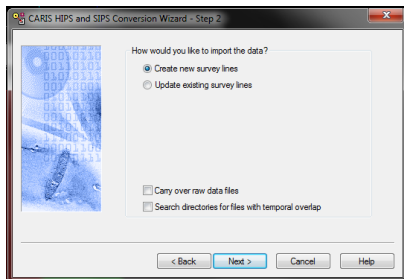 CARIS HIPS and SIPS Conversion Wizard - Step 2
How would you like to import the data?
Create new survey lines
Update existing survey lines
Carry over raw data files
Search directories for files with temporal overlap
< Back Next > Cancel Help